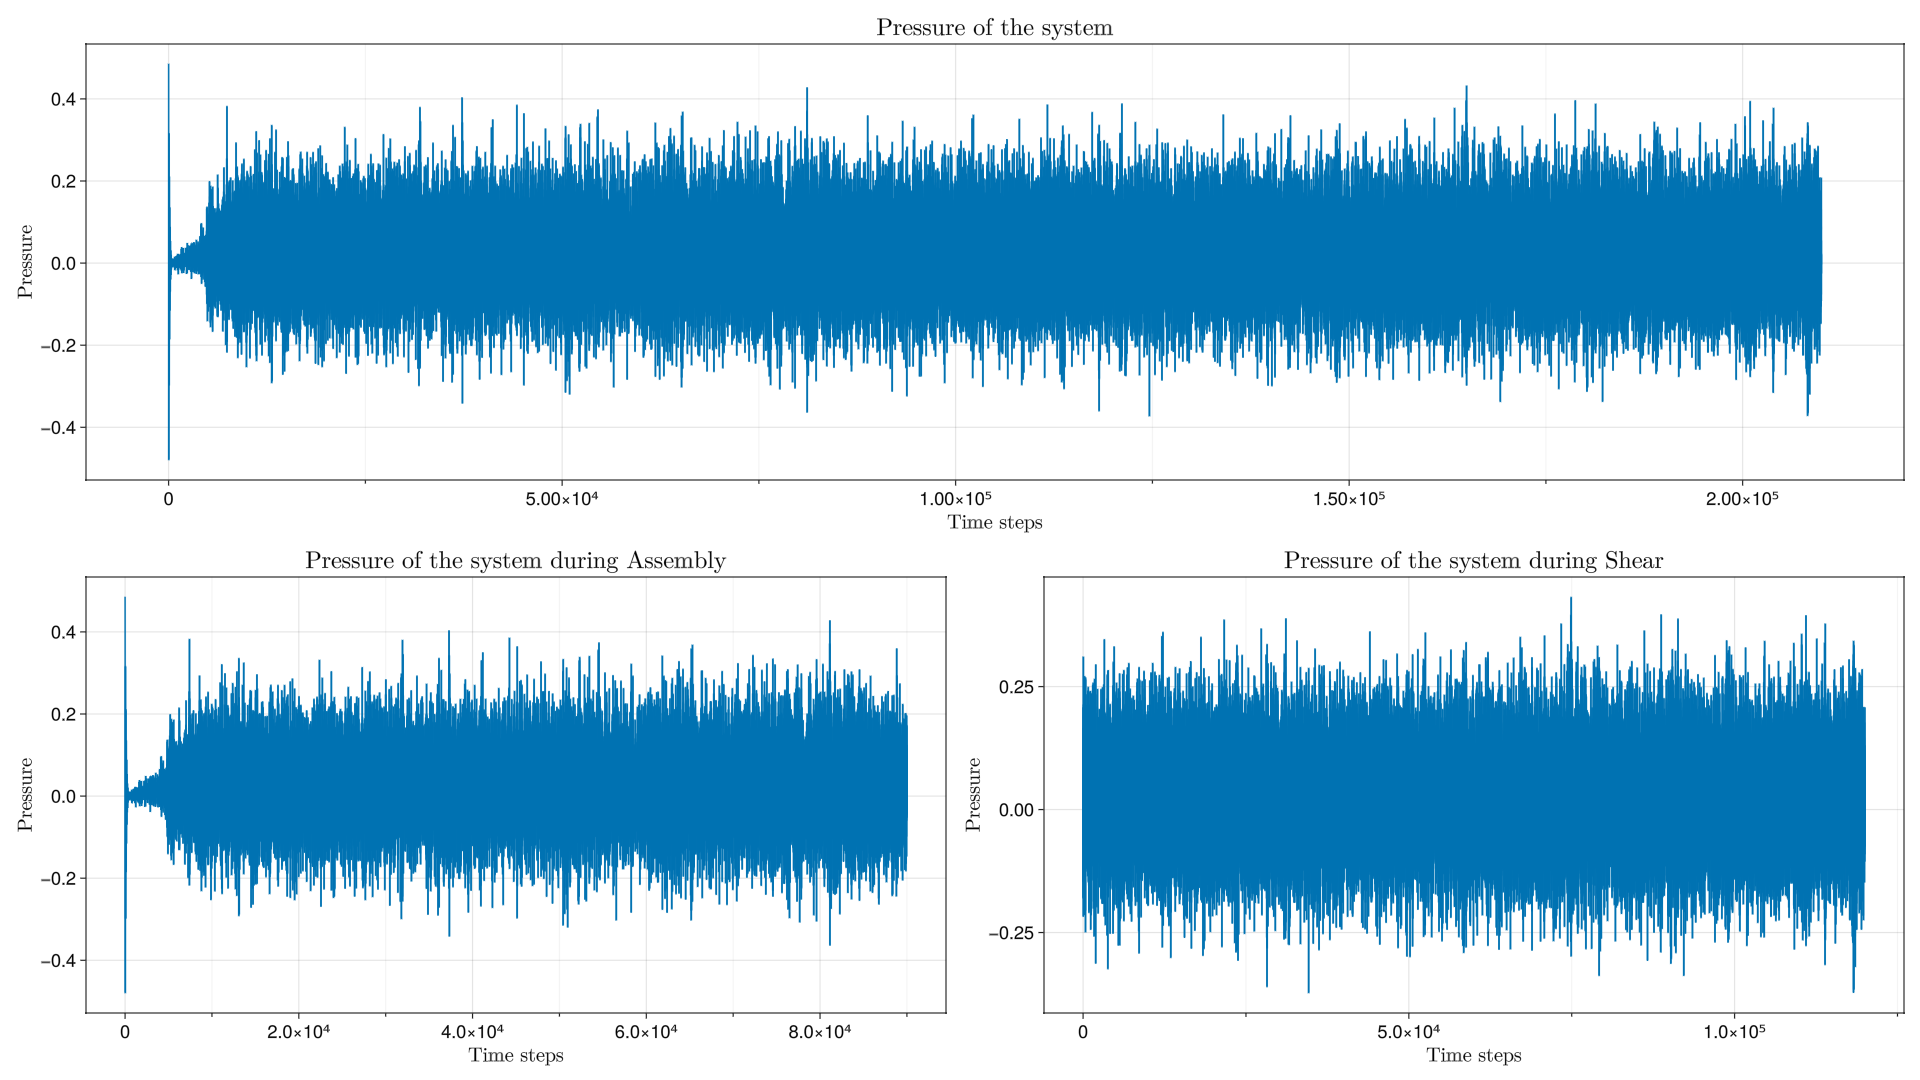 Pressure of the system
Pressure
0.4
0.2
0.0
−0.2
−0.4
0 5.00×10⁴ 1.00×10⁵ 1.50×10⁵ 2.00×10⁵
Time steps
Pressure of the system during Assembly
Pressure
0.4
0.2
0.0
−0.2
−0.4
0 2.0×10⁴ 4.0×10⁴ 6.0×10⁴ 8.0×10⁴
Time steps
Pressure of the system during Shear
Pressure
0.25
0.00
−0.25
0 5.0×10⁴ 1.0×10⁵
Time steps